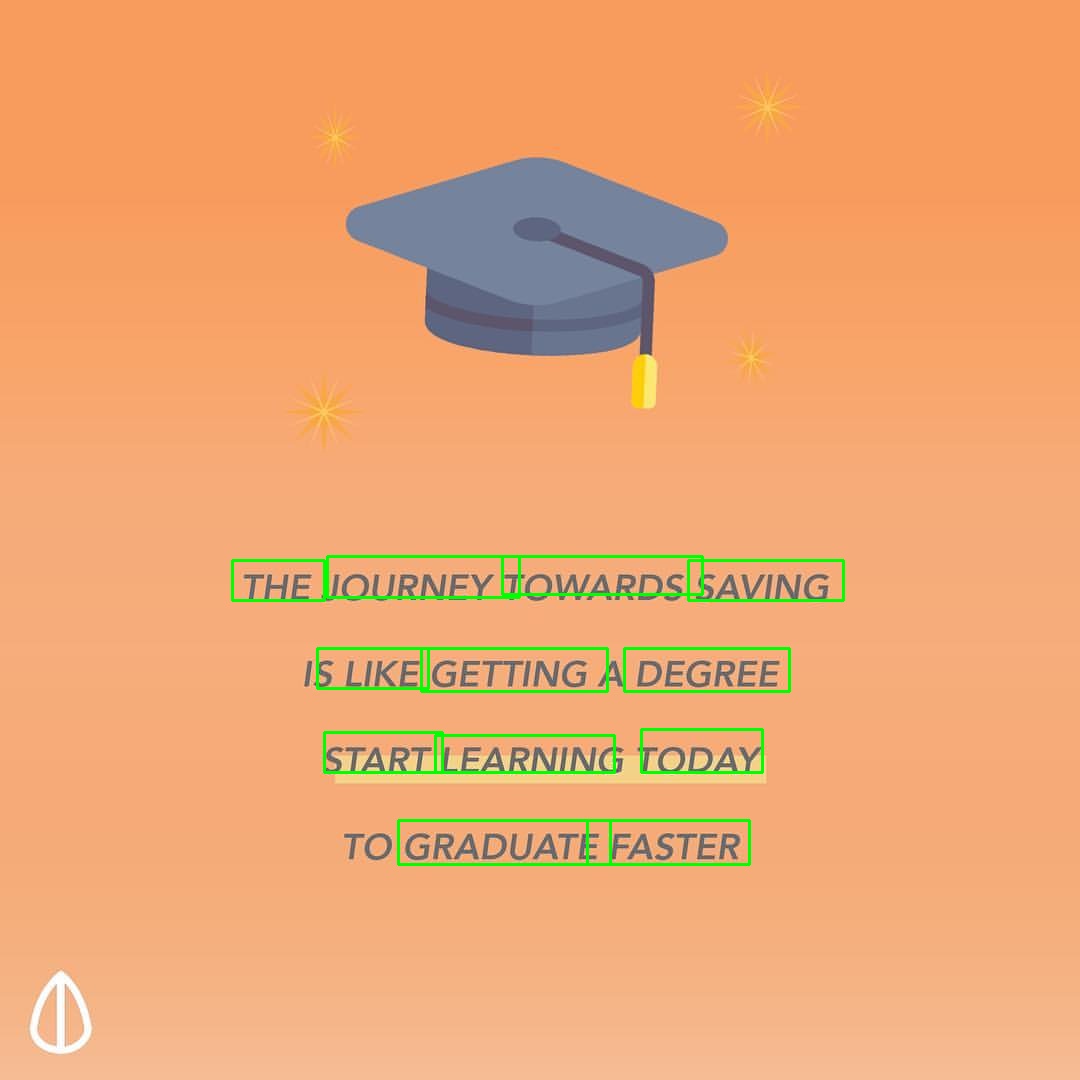 THE JOURNEY TOWARDS SAVING
IS LIKE GETTING A DEGREE
START LEARNING TODAY
TO GRADUATE FASTER